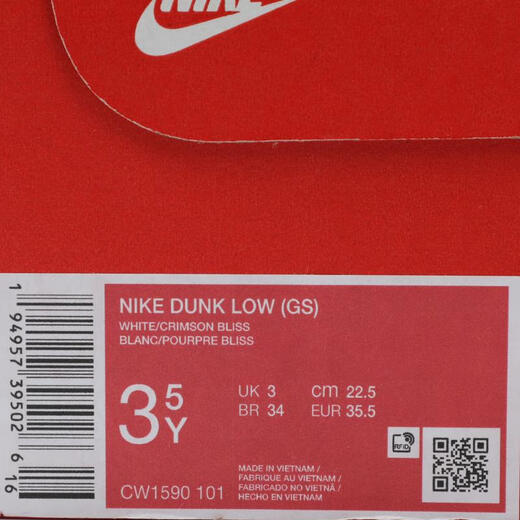 NIKE
NIKE DUNK LOW (GS)
WHITE/CRIMSON BLISS
BLANC/POURPRE BLISS
3 5 Y
UK 3 cm 22.5
BR 34 EUR 35.5
RFID
MADE IN VIETNAM /
FABRIQUE AU VIETNAM /
FABRICADO NO VIETNÃ /
HECHO EN VIETNAM
CW1590 101
1 94957 39502 6 16